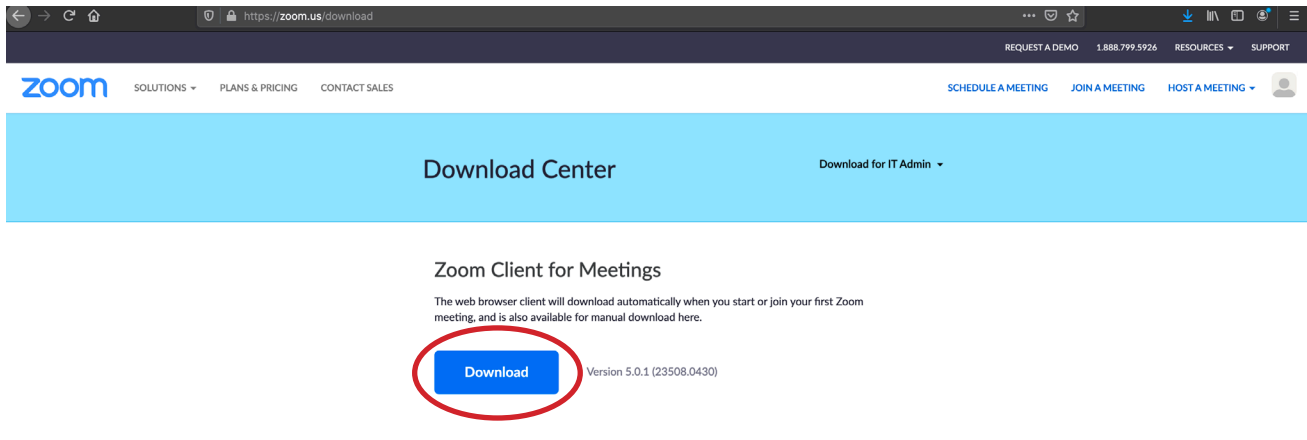 https://zoom.us/download
REQUEST A DEMO 1.888.799.5926 RESOURCES SUPPORT
zoom SOLUTIONS PLANS & PRICING CONTACT SALES SCHEDULE A MEETING JOIN A MEETING HOST A MEETING
Download Center Download for IT Admin
Zoom Client for Meetings
The web browser client will download automatically when you start or join your first Zoom
meeting, and is also available for manual download here.
Download Version 5.0.1 (23508.0430)